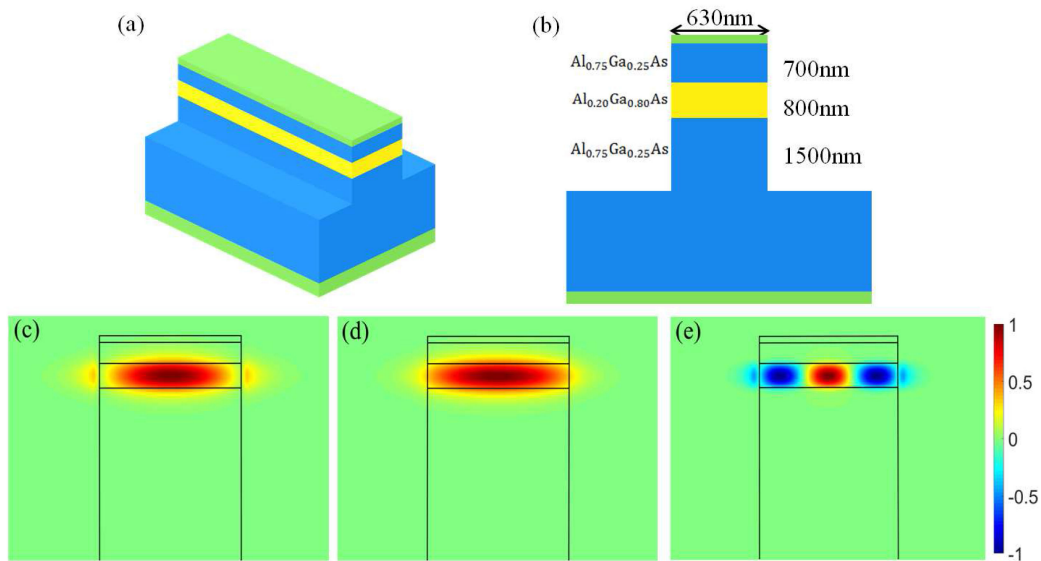 (a)
(b)
630nm
Al₀.₇₅Ga₀.₂₅As
700nm
Al₀.₂₀Ga₀.₈₀As
800nm
Al₀.₇₅Ga₀.₂₅As
1500nm
(c)
(d)
(e)
1
0.5
0
-0.5
-1